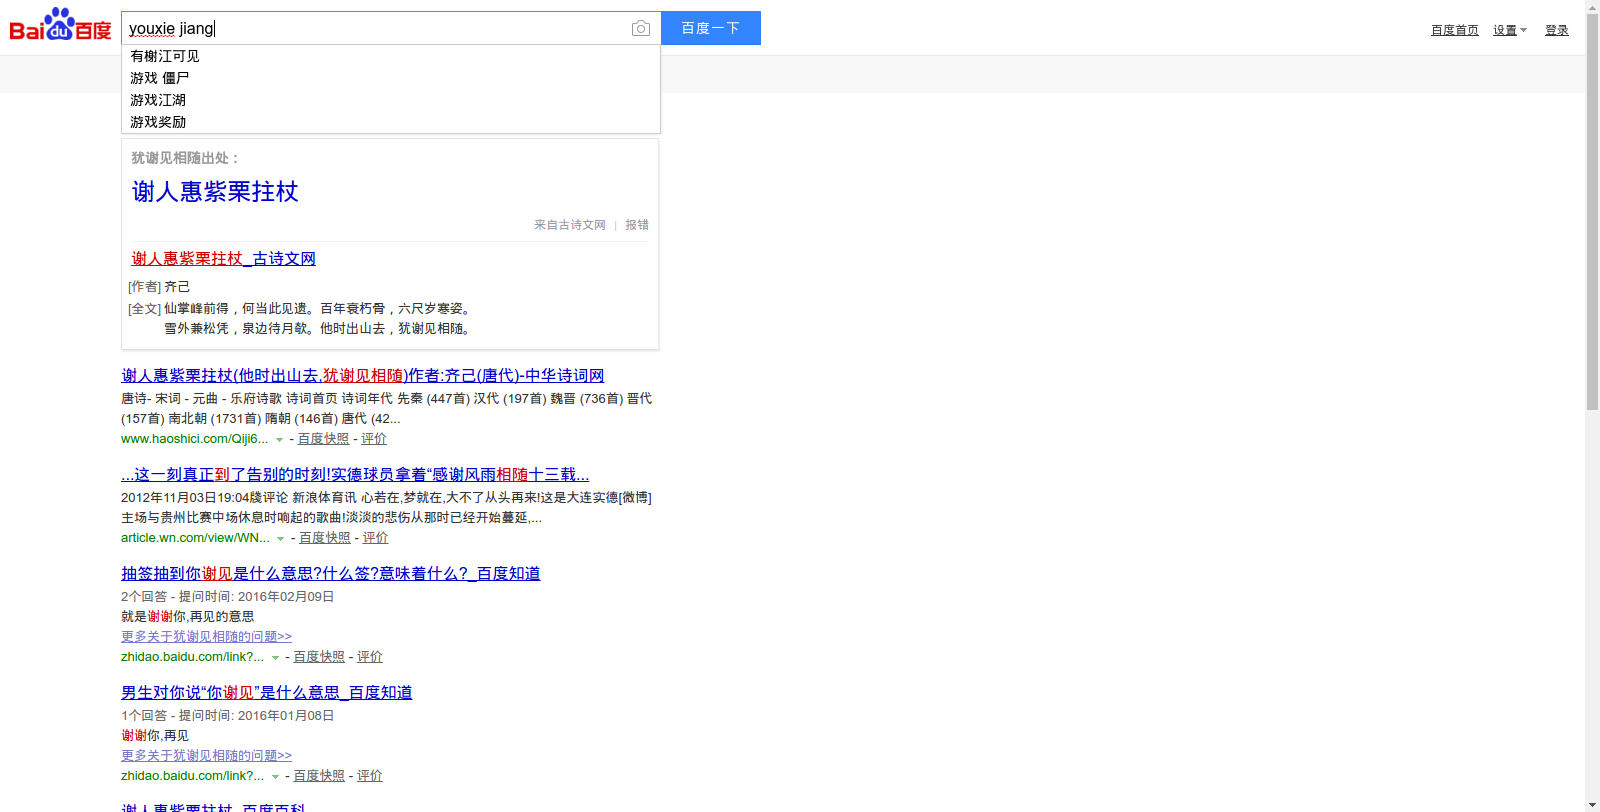 Bai du 百度
youxie jiang
百度一下
百度首页 设置 登录
有榭江可见
游戏 僵尸
游戏江湖
游戏奖励
犹谢见相随出处：
谢人惠紫栗拄杖
来自古诗文网 | 报错
谢人惠紫栗拄杖_古诗文网
[作者] 齐己
[全文] 仙掌峰前得，何当此见遗。百年衰朽骨，六尺岁寒姿。
雪外兼松凭，泉边待月欹。他时出山去，犹谢见相随。
谢人惠紫栗拄杖(他时出山去,犹谢见相随)作者:齐己(唐代)-中华诗词网
唐诗- 宋词 - 元曲 - 乐府诗歌 诗词首页 诗词年代 先秦 (447首) 汉代 (197首) 魏晋 (736首) 晋代
(157首) 南北朝 (1731首) 隋朝 (146首) 唐代 (42...
www.haoshici.com/Qiji6... - 百度快照 - 评价
...这一刻真正到了告别的时刻!实德球员拿着“感谢风雨相随十三载...
2012年11月03日19:04牋评论 新浪体育讯 心若在,梦就在,大不了从头再来!这是大连实德[微博]
主场与贵州比赛中场休息时响起的歌曲!淡淡的悲伤从那时已经开始蔓延,...
article.wn.com/view/WN... - 百度快照 - 评价
抽签抽到你谢见是什么意思?什么签?意味着什么?_百度知道
2个回答 - 提问时间: 2016年02月09日
就是谢谢你,再见的意思
更多关于犹谢见相随的问题>>
zhidao.baidu.com/link?... - 百度快照 - 评价
男生对你说“你谢见”是什么意思_百度知道
1个回答 - 提问时间: 2016年01月08日
谢谢你,再见
更多关于犹谢见相随的问题>>
zhidao.baidu.com/link?... - 百度快照 - 评价
谢人惠紫栗拄杖_百度百科